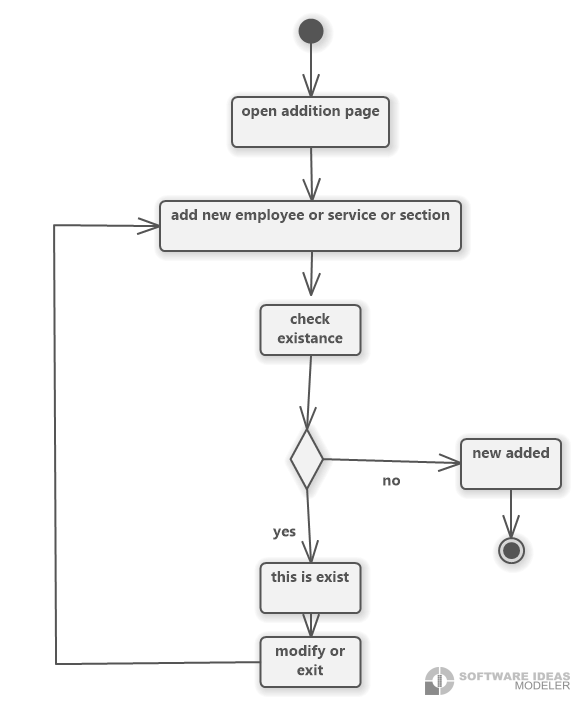 open addition page
add new employee or service or section
check
existance
no
new added
yes
this is exist
modify or
exit
SOFTWARE IDEAS
MODELER